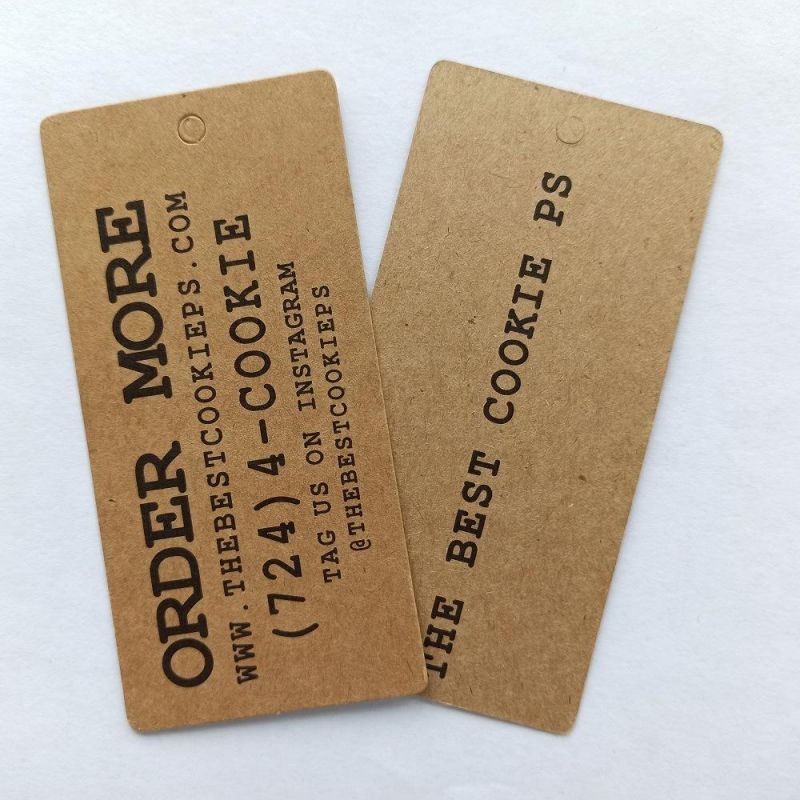 ORDER MORE
WWW.THEBESTCOOKIEPS.COM
(724)4-COOKIE
TAG US ON INSTAGRAM
@THEBESTCOOKIEPS
THE BEST COOKIE PS